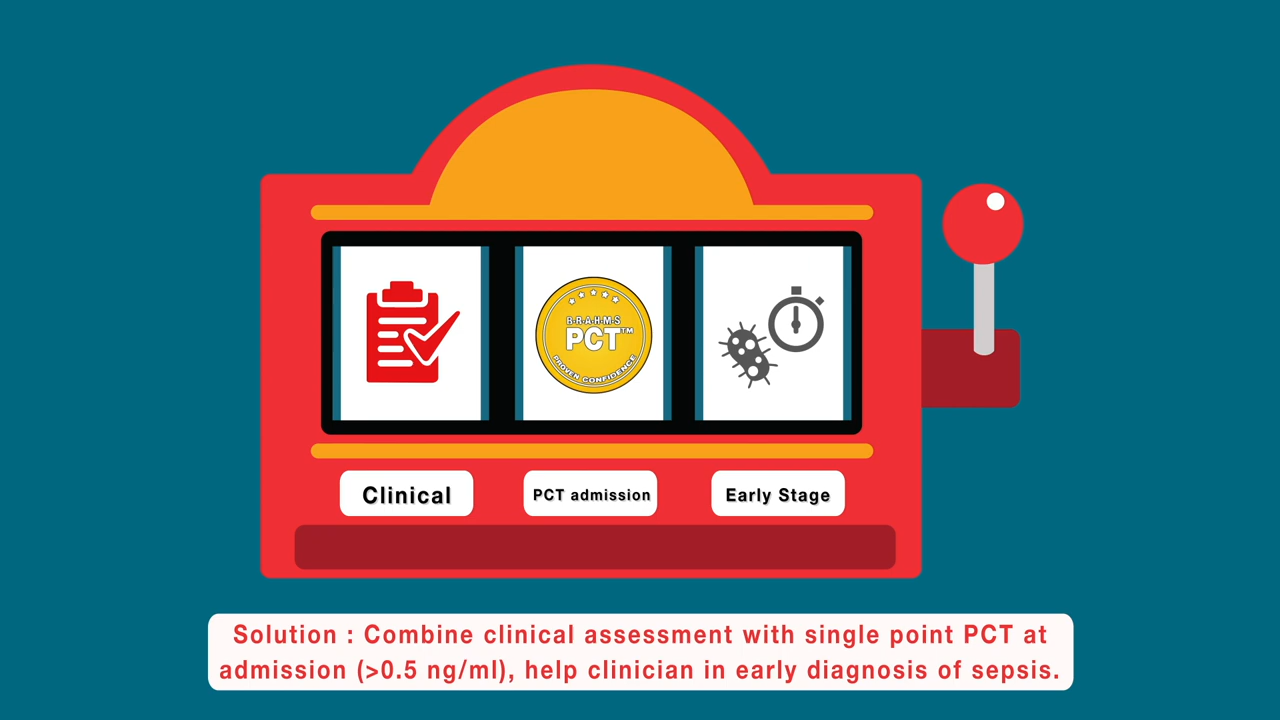 B·R·A·H·M·S
PCT™
PROVEN CONFIDENCE
Clinical
PCT admission
Early Stage
Solution : Combine clinical assessment with single point PCT at
admission (>0.5 ng/ml), help clinician in early diagnosis of sepsis.